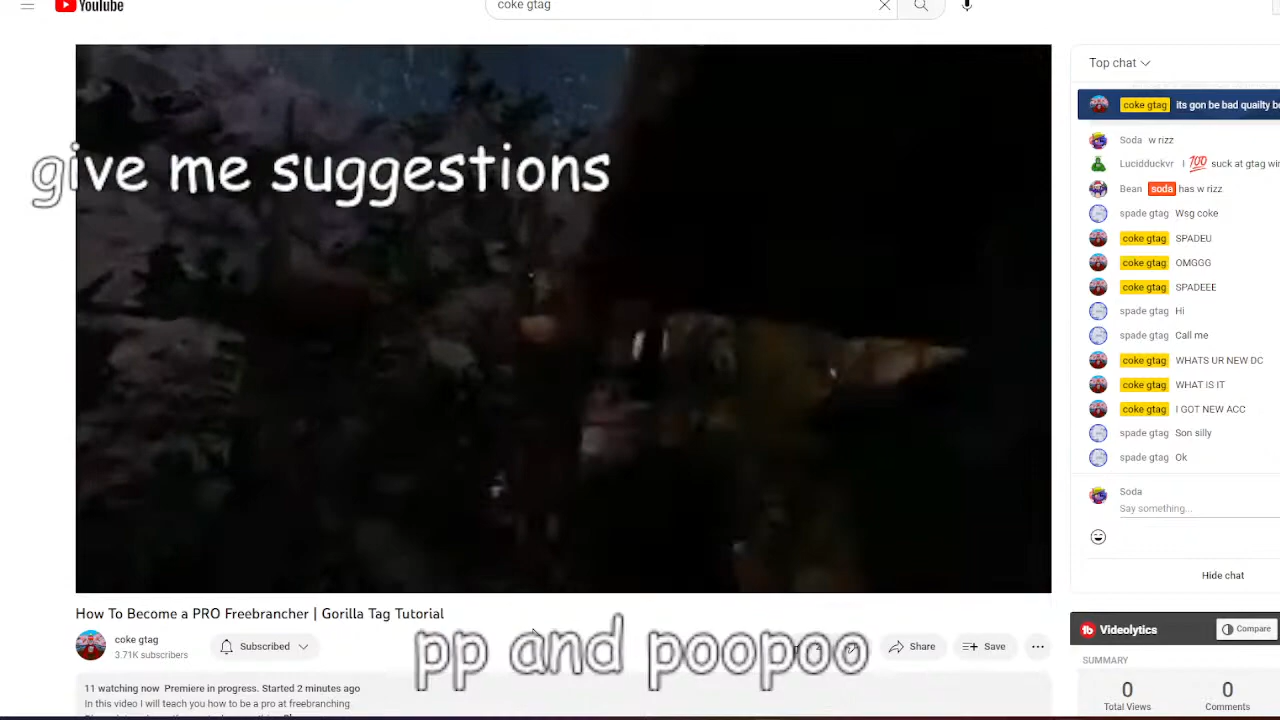 YouTube
coke gtag
give me suggestions
Top chat
coke gtag its gon be bad quailty b
Soda w rizz
Lucidduckvr I 💯 suck at gtag wi
Bean soda has w rizz
spade gtag Wsg coke
coke gtag SPADEU
coke gtag OMGGG
coke gtag SPADEEE
spade gtag Hi
spade gtag Call me
coke gtag WHATS UR NEW DC
coke gtag WHAT IS IT
coke gtag I GOT NEW ACC
spade gtag Son silly
spade gtag Ok
Soda
Say something...
Hide chat
How To Become a PRO Freebrancher | Gorilla Tag Tutorial
coke gtag
3.71K subscribers
Subscribed
pp and poopoo
Share
Save
11 watching now Premiere in progress. Started 2 minutes ago
In this video I will teach you how to be a pro at freebranching
Videolytics
Compare
SUMMARY
0 0
Total Views Comments